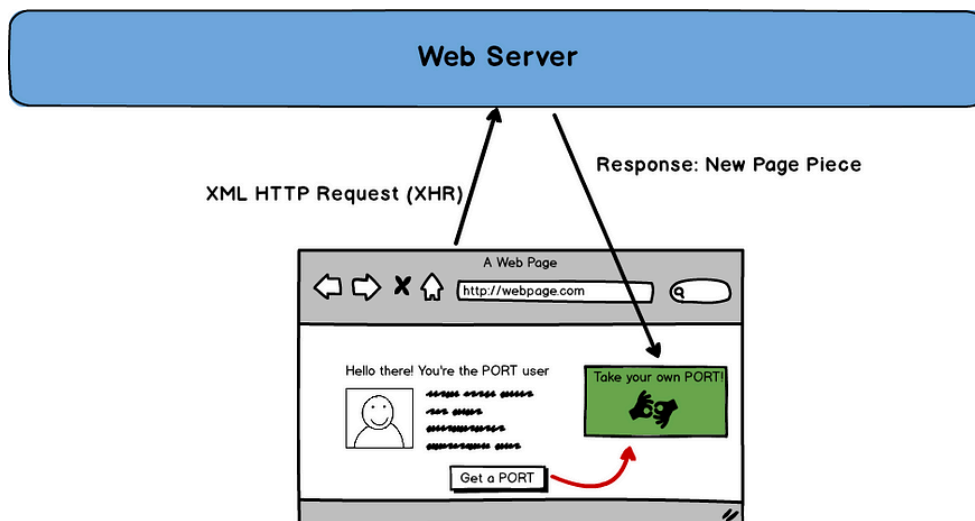 Web Server
Response: New Page Piece
XML HTTP Request (XHR)
A Web Page
http://webpage.com
Hello there! You're the PORT user
Take your own PORT!
Get a PORT